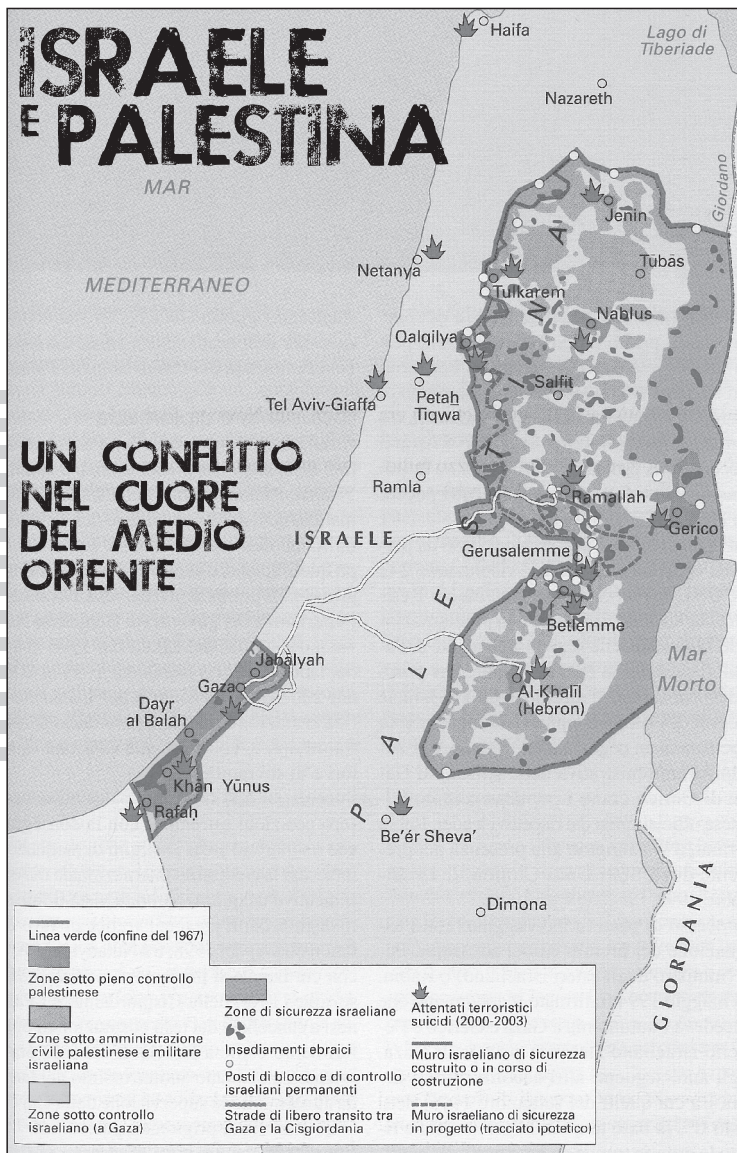 ISRAELE
E PALESTINA
MAR
MEDITERRANEO
UN CONFLITTO
NEL CUORE
DEL MEDIO
ORIENTE
Haifa
Lago di
Tiberiade
Nazareth
Giordano
Jenin
Netanya
Tubas
Tulkarem
Nablus
Qalqilya
Salfit
Tel Aviv-Giaffa
Petah
Tiqwa
Ramla
Ramallah
ISRAELE
Gerico
Gerusalemme
Betlemme
PALESTINA
Jabālyah
Gaza
Mar
Morto
Dayr
al Balah
Al-Khalīl
(Hebron)
Khān Yūnus
Rafah
Be'ér Sheva'
Dimona
GIORDANIA
Linea verde (confine del 1967)
Zone sotto pieno controllo
palestinese
Zone sotto amministrazione
civile palestinese e militare
israeliana
Zone sotto controllo
israeliano (a Gaza)
Zone di sicurezza israeliane
Insediamenti ebraici
Posti di blocco e di controllo
israeliani permanenti
Strade di libero transito tra
Gaza e la Cisgiordania
Attentati terroristici
suicidi (2000-2003)
Muro israeliano di sicurezza
costruito o in corso di
costruzione
Muro israeliano di sicurezza
in progetto (tracciato ipotetico)